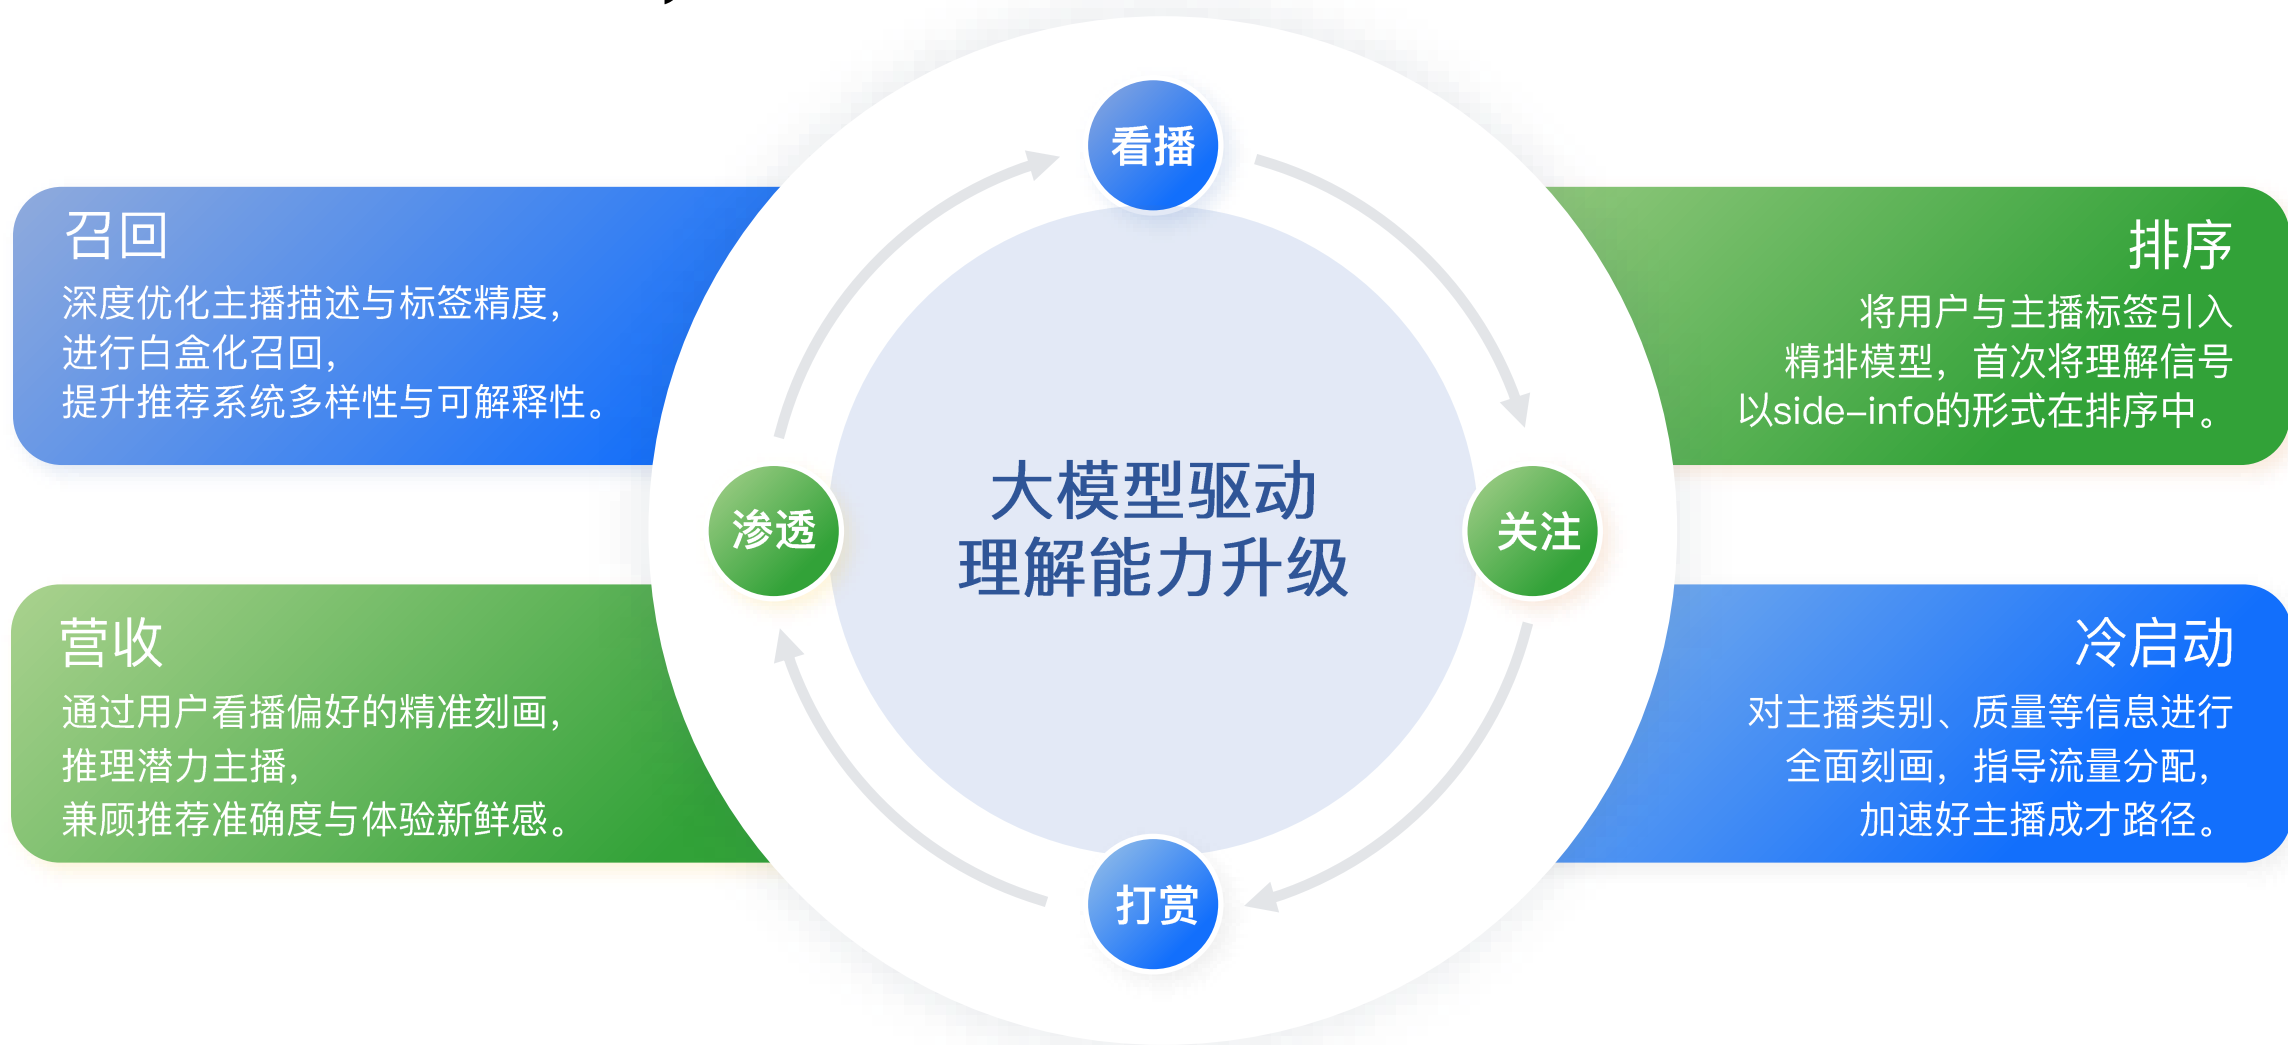 看播
召回
深度优化主播描述与标签精度，
进行白盒化召回，
提升推荐系统多样性与可解释性。
排序
将用户与主播标签引入
精排模型，首次将理解信号
以side-info的形式在排序中。
大模型驱动
理解能力升级
渗透
关注
营收
通过用户看播偏好的精准刻画，
推理潜力主播，
兼顾推荐准确度与体验新鲜感。
冷启动
对主播类别、质量等信息进行
全面刻画，指导流量分配，
加速好主播成才路径。
打赏